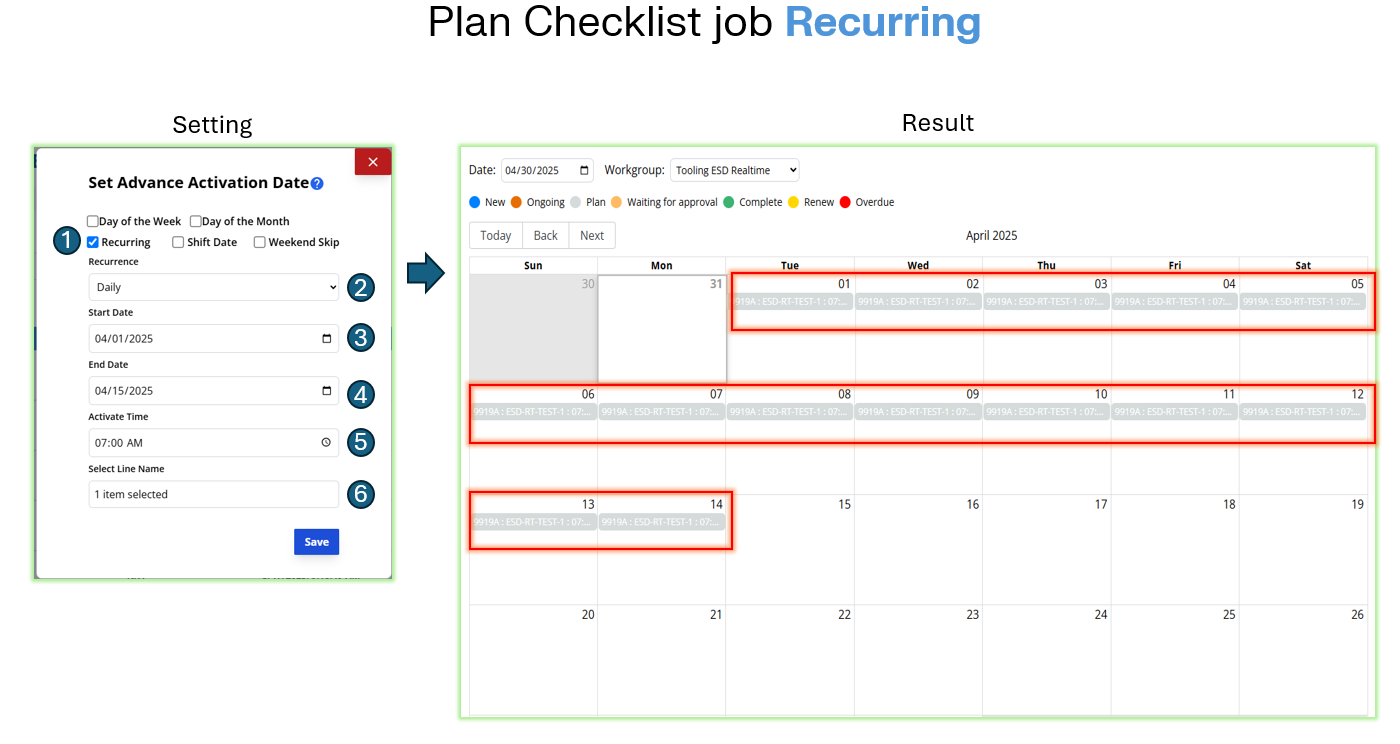 Plan Checklist job Recurring
Setting
Set Advance Activation Date ?
Day of the Week Day of the Month
1 Recurring Shift Date Weekend Skip
Recurrence
Daily 2
Start Date
04/01/2025 3
End Date
04/15/2025 4
Activate Time
07:00 AM 5
Select Line Name
1 item selected 6
Save
Result
Date: 04/30/2025 Workgroup: Tooling ESD Realtime
New Ongoing Plan Waiting for approval Complete Renew Overdue
Today Back Next April 2025
Sun Mon Tue Wed Thu Fri Sat
30 31 01 02 03 04 05
9919A : ESD-RT-TEST-1 : 07:... 9919A : ESD-RT-TEST-1 : 07:... 9919A : ESD-RT-TEST-1 : 07:... 9919A : ESD-RT-TEST-1 : 07:... 9919A : ESD-RT-TEST-1 : 07:...
06 07 08 09 10 11 12
9919A : ESD-RT-TEST-1 : 07:... 9919A : ESD-RT-TEST-1 : 07:... 9919A : ESD-RT-TEST-1 : 07:... 9919A : ESD-RT-TEST-1 : 07:... 9919A : ESD-RT-TEST-1 : 07:... 9919A : ESD-RT-TEST-1 : 07:... 9919A : ESD-RT-TEST-1 : 07:...
13 14 15 16 17 18 19
9919A : ESD-RT-TEST-1 : 07:... 9919A : ESD-RT-TEST-1 : 07:...
20 21 22 23 24 25 26